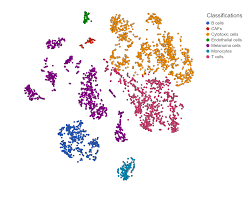 Classifications
B cells
CAFs
Cytotoxic cells
Endothelial cells
Melanoma cells
Monocytes
T cells